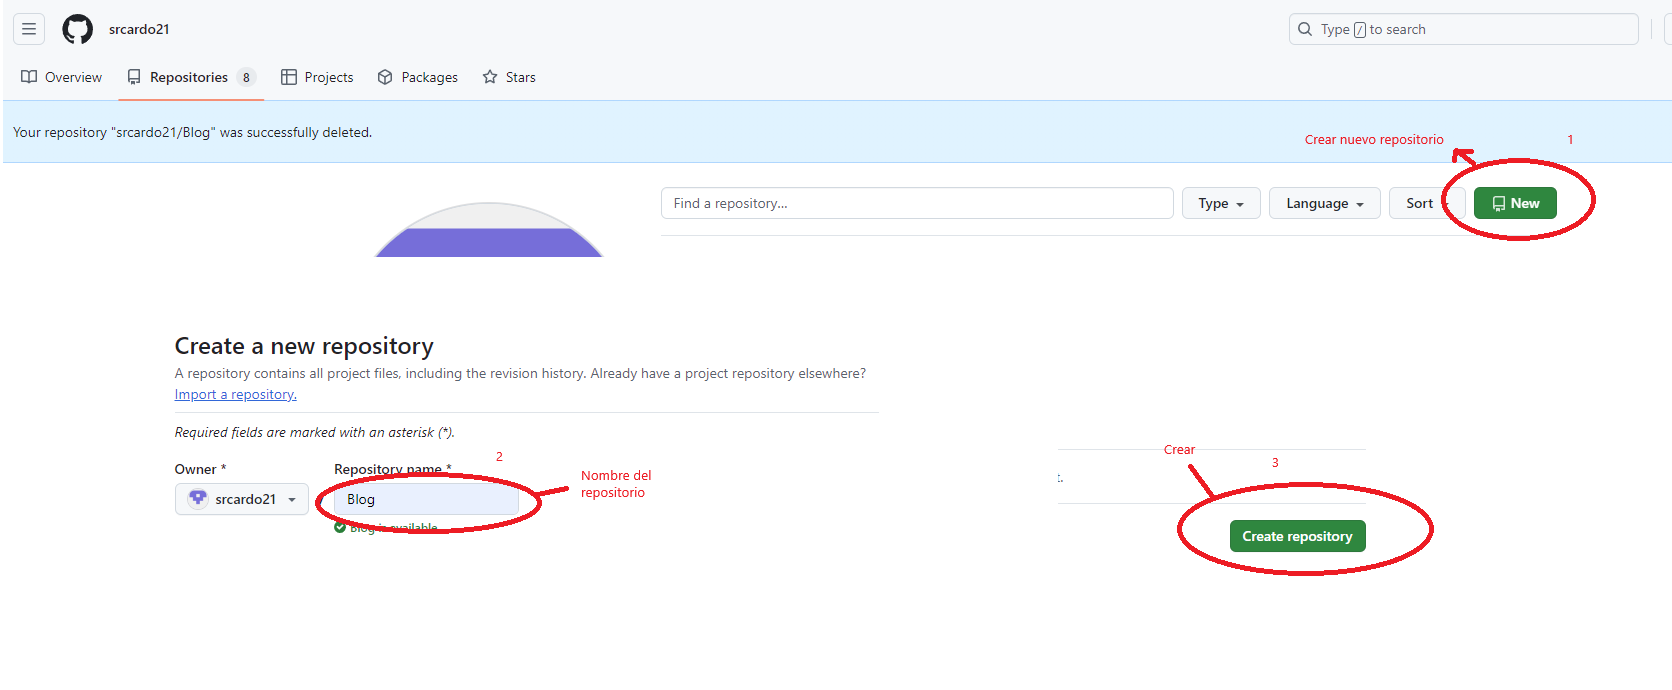 srcardo21
Type / to search
Overview Repositories 8 Projects Packages Stars
Your repository "srcardo21/Blog" was successfully deleted.
Crear nuevo repositorio 1
Find a repository... Type Language Sort New
Create a new repository
A repository contains all project files, including the revision history. Already have a project repository elsewhere?
Import a repository.
Required fields are marked with an asterisk (*).
Owner * Repository name *
2
srcardo21 Blog
Blog is available.
Nombre del
repositorio
Crear 3
t.
Create repository